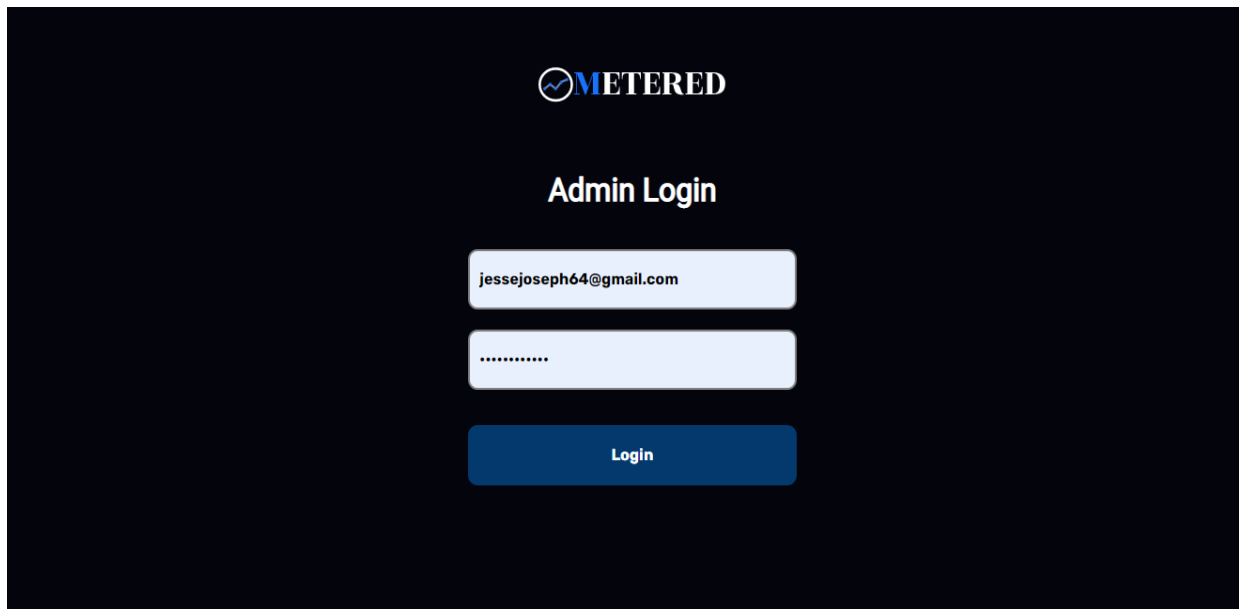 METERED
Admin Login
jessejoseph64@gmail.com
............
Login